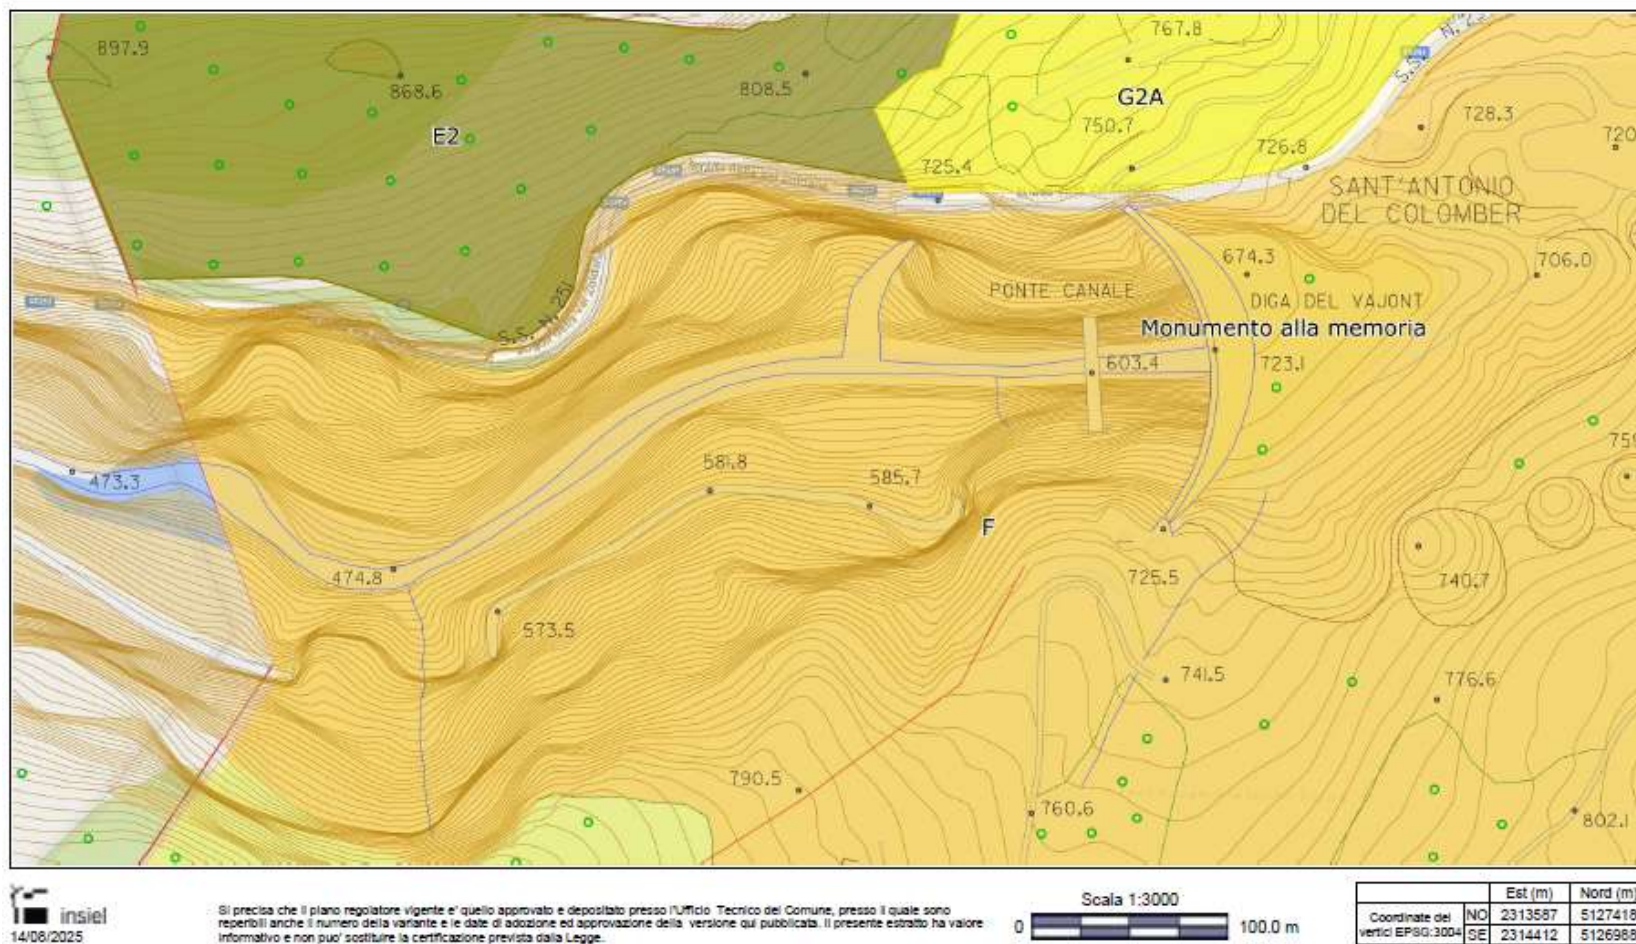 897.9
868.6
808.5
767.8
S.S. N. 251
E2
G2A
750.7
728.3
725.4
726.8
720
SANT'ANTONIO
DEL COLOMBER
674.3
706.0
PONTE CANALE
DIGA DEL VAJONT
Monumento alla memoria
S.S. N. 251
603.4
723.1
473.3
581.8
585.7
759
F
474.8
725.5
740.7
573.5
741.5
776.6
790.5
760.6
802.1
insiel
14/08/2025
Si precisa che il piano regolatore vigente e' quello approvato e depositato presso l'Ufficio Tecnico del Comune, presso il quale sono
reperibili anche il numero della variante e le date di adozione ed approvazione della versione qui pubblicata. Il presente estratto ha valore
informativo e non puo' sostituire la certificazione prevista dalla Legge.
Scala 1:3000
0 100.0 m
Est (m) Nord (m)
Coordinate dei vertici EPSG:3004
NO 2313587 5127418
SE 2314412 5126988